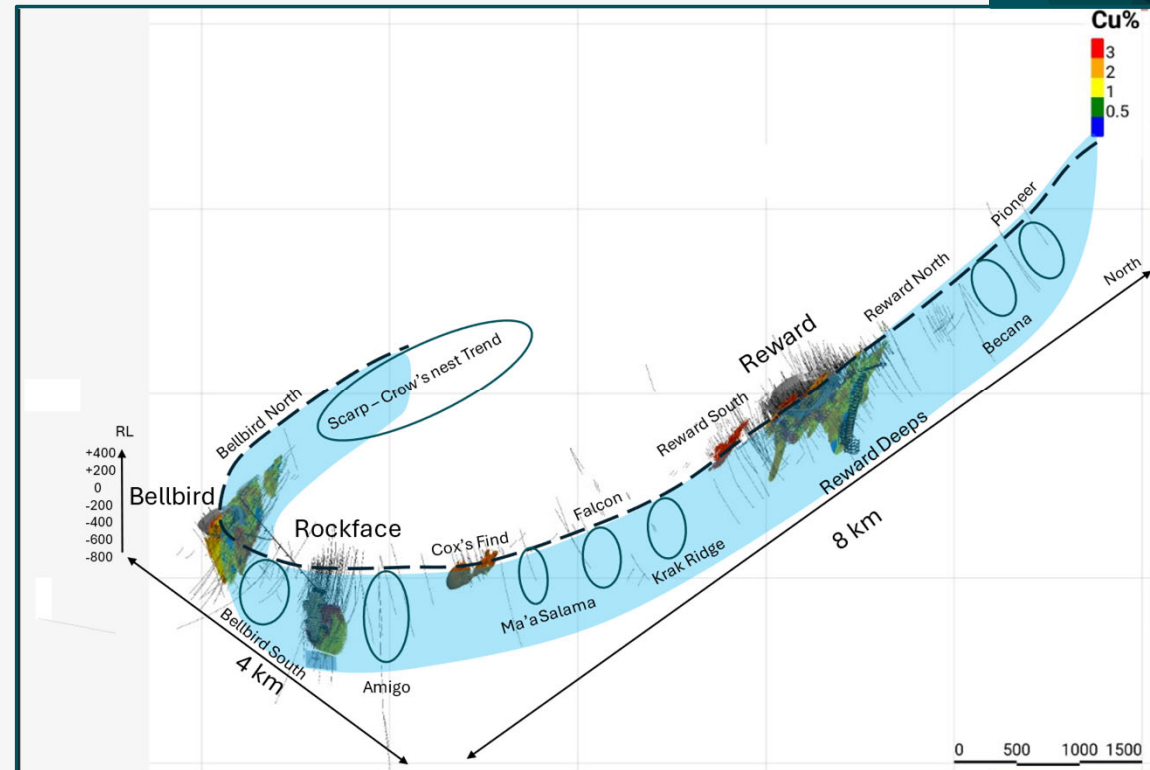 Cu%
3
2
1
0.5
Pioneer
North
Reward North
Becana
Reward
Scarp – Crow's nest Trend
Bellbird North
Reward South
RL
+400
+200
0
-200
-400
-600
-800
Bellbird
Reward Deeps
Rockface
Falcon
Cox's Find
8 km
Krak Ridge
Ma'a Salama
Bellbird South
4 km
Amigo
0 500 1000 1500